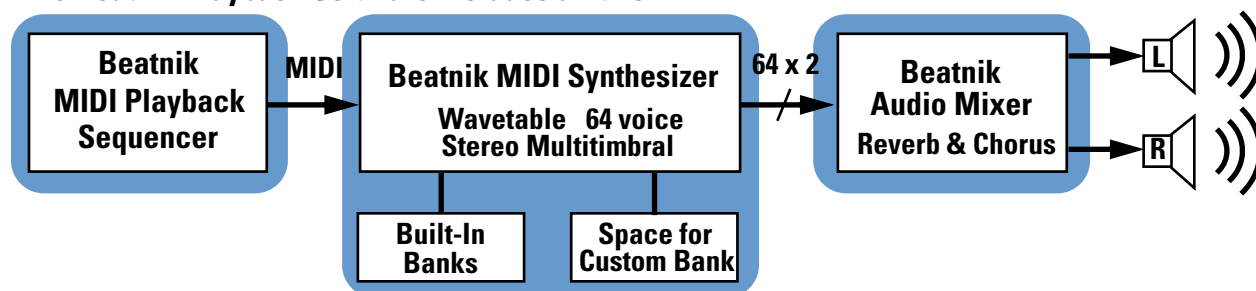 Beatnik
MIDI Playback
Sequencer
MIDI
Beatnik MIDI Synthesizer
Wavetable 64 voice
Stereo Multitimbral
Built-In
Banks
Space for
Custom Bank
64 x 2
Beatnik
Audio Mixer
Reverb & Chorus
L
R